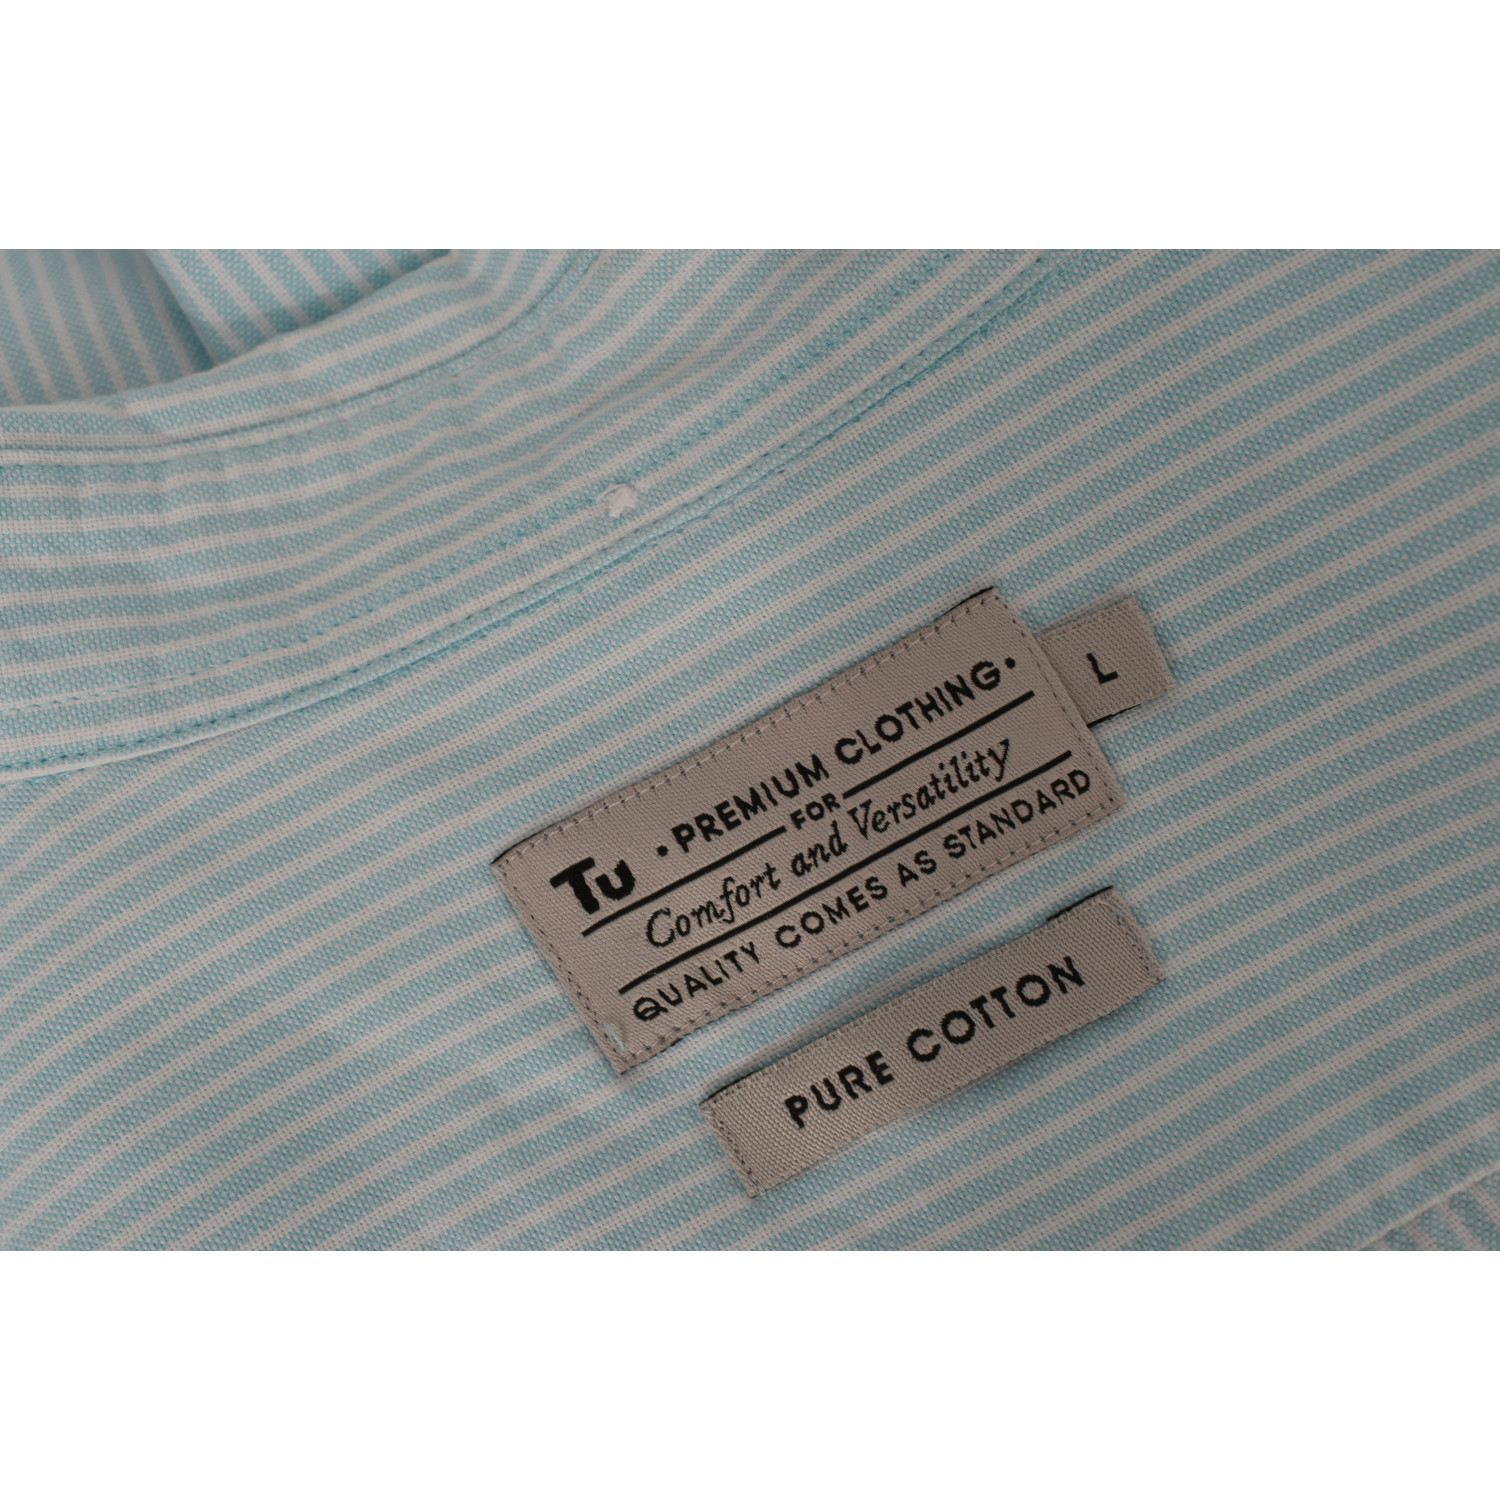 Tu · PREMIUM CLOTHING ·
FOR
Comfort and Versatility
QUALITY COMES AS STANDARD
L
PURE COTTON